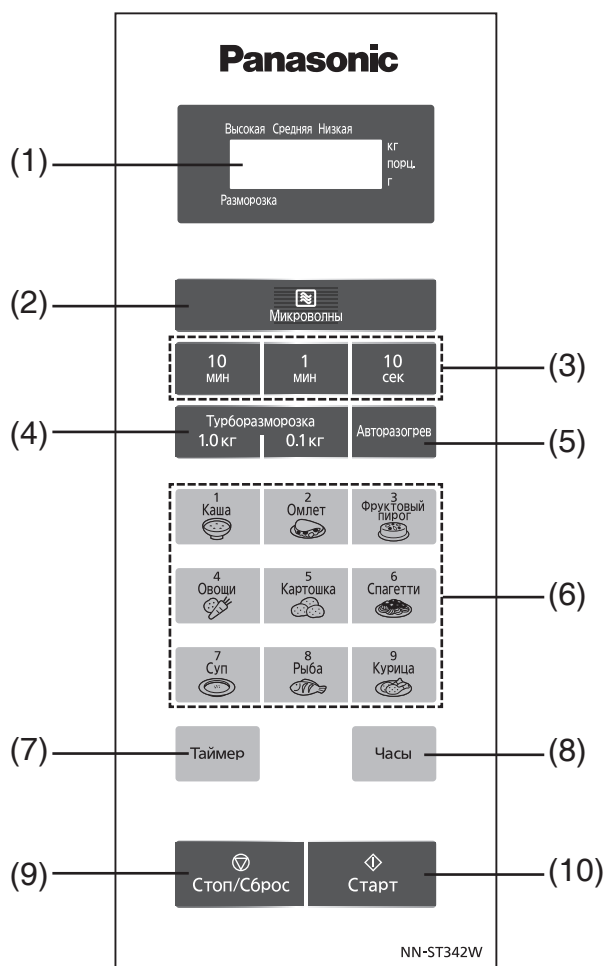 Panasonic
Высокая Средняя Низкая
кг
(1)
порц.
г
Разморозка
(2)
Микроволны
10 мин
1 мин
10 сек
(3)
(4)
Турборазморозка
1.0 кг 0.1 кг
Авторазогрев
(5)
1 Каша
2 Омлет
3 Фруктовый пирог
4 Овощи
5 Картошка
6 Спагетти
(6)
7 Суп
8 Рыба
9 Курица
(7)
Таймер
Часы
(8)
(9)
Стоп/Сброс
Старт
(10)
NN-ST342W